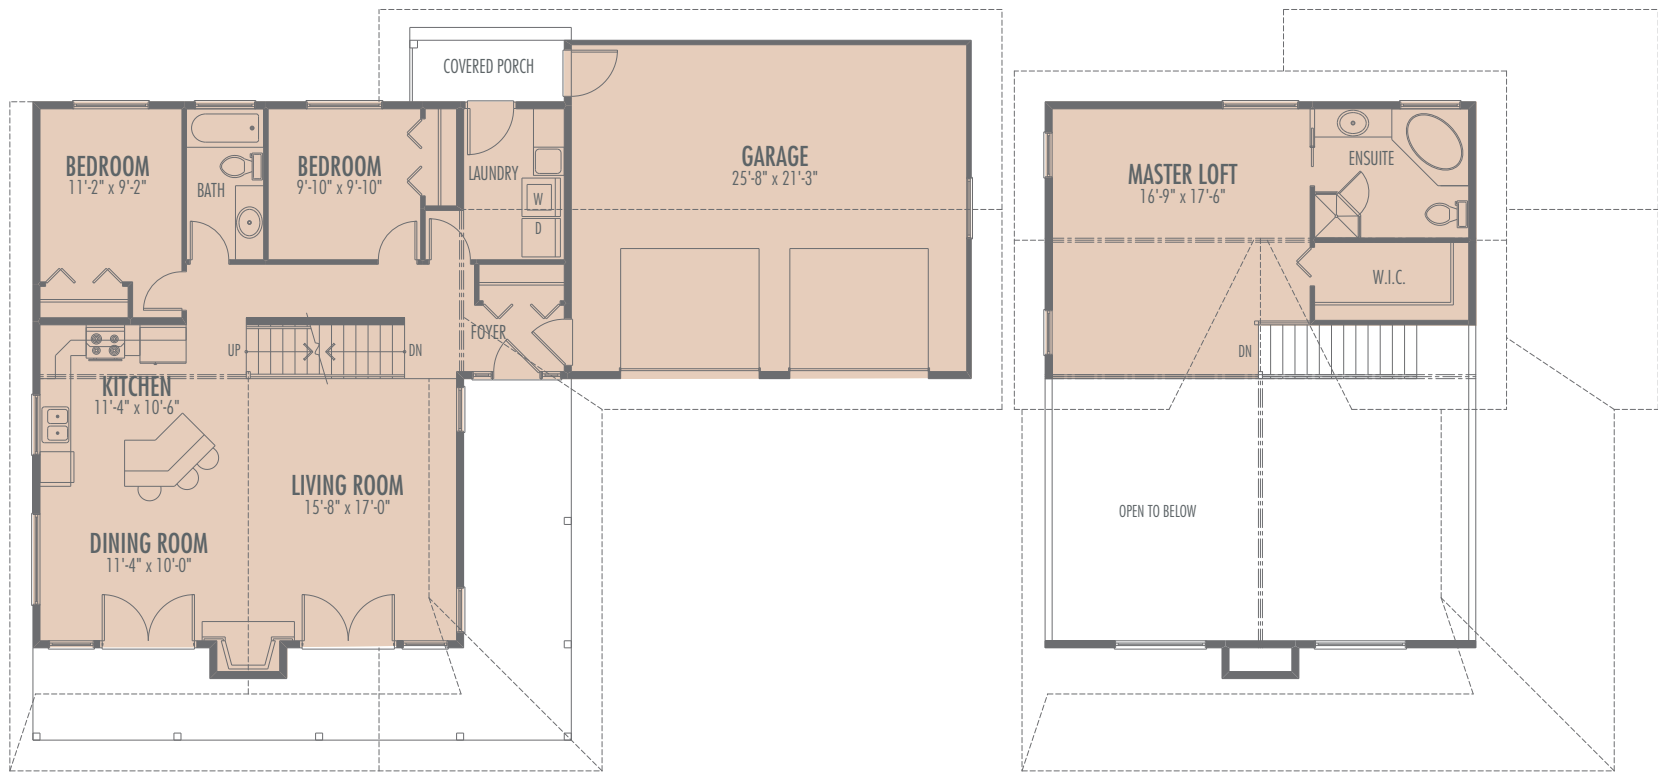 COVERED PORCH
BEDROOM
11'-2" x 9'-2"
BATH
BEDROOM
9'-10" x 9'-10"
LAUNDRY
W
D
GARAGE
25'-8" x 21'-3"
FOYER
UP
DN
KITCHEN
11'-4" x 10'-6"
LIVING ROOM
15'-8" x 17'-0"
DINING ROOM
11'-4" x 10'-0"
MASTER LOFT
16'-9" x 17'-6"
ENSUITE
W.I.C.
DN
OPEN TO BELOW